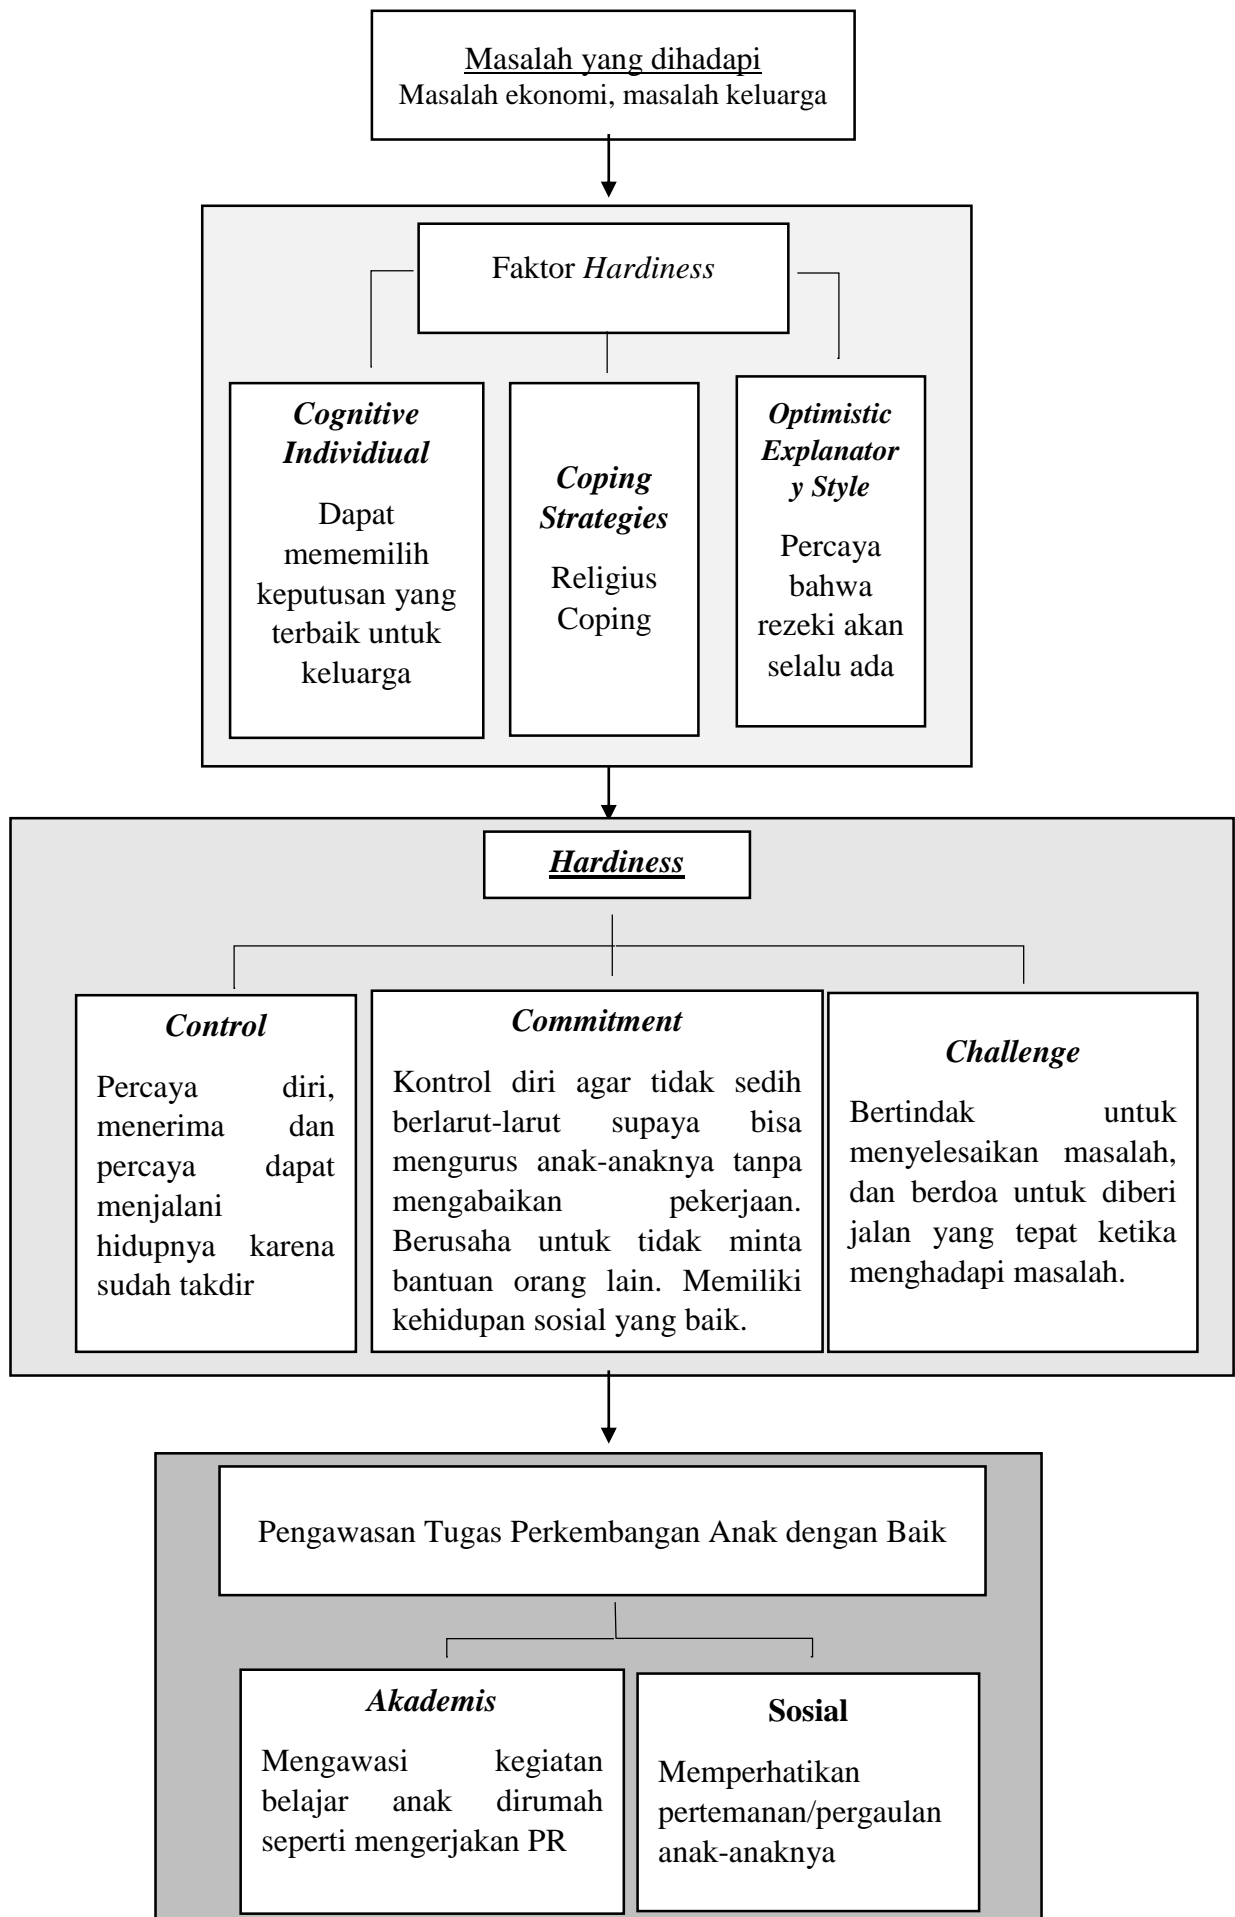 Masalah yang dihadapi
Masalah ekonomi, masalah keluarga
Faktor Hardiness
Cognitive
Individiual
Dapat
mememilih
keputusan yang
terbaik untuk
keluarga
Coping
Strategies
Religius
Coping
Optimistic
Explanator
y Style
Percaya
bahwa
rezeki akan
selalu ada
Hardiness
Control
Percaya diri,
menerima dan
percaya dapat
menjalani
hidupnya karena
sudah takdir
Commitment
Kontrol diri agar tidak sedih
berlarut-larut supaya bisa
mengurus anak-anaknya tanpa
mengabaikan pekerjaan.
Berusaha untuk tidak minta
bantuan orang lain. Memiliki
kehidupan sosial yang baik.
Challenge
Bertindak untuk
menyelesaikan masalah,
dan berdoa untuk diberi
jalan yang tepat ketika
menghadapi masalah.
Pengawasan Tugas Perkembangan Anak dengan Baik
Akademis
Mengawasi kegiatan
belajar anak dirumah
seperti mengerjakan PR
Sosial
Memperhatikan
pertemanan/pergaulan
anak-anaknya